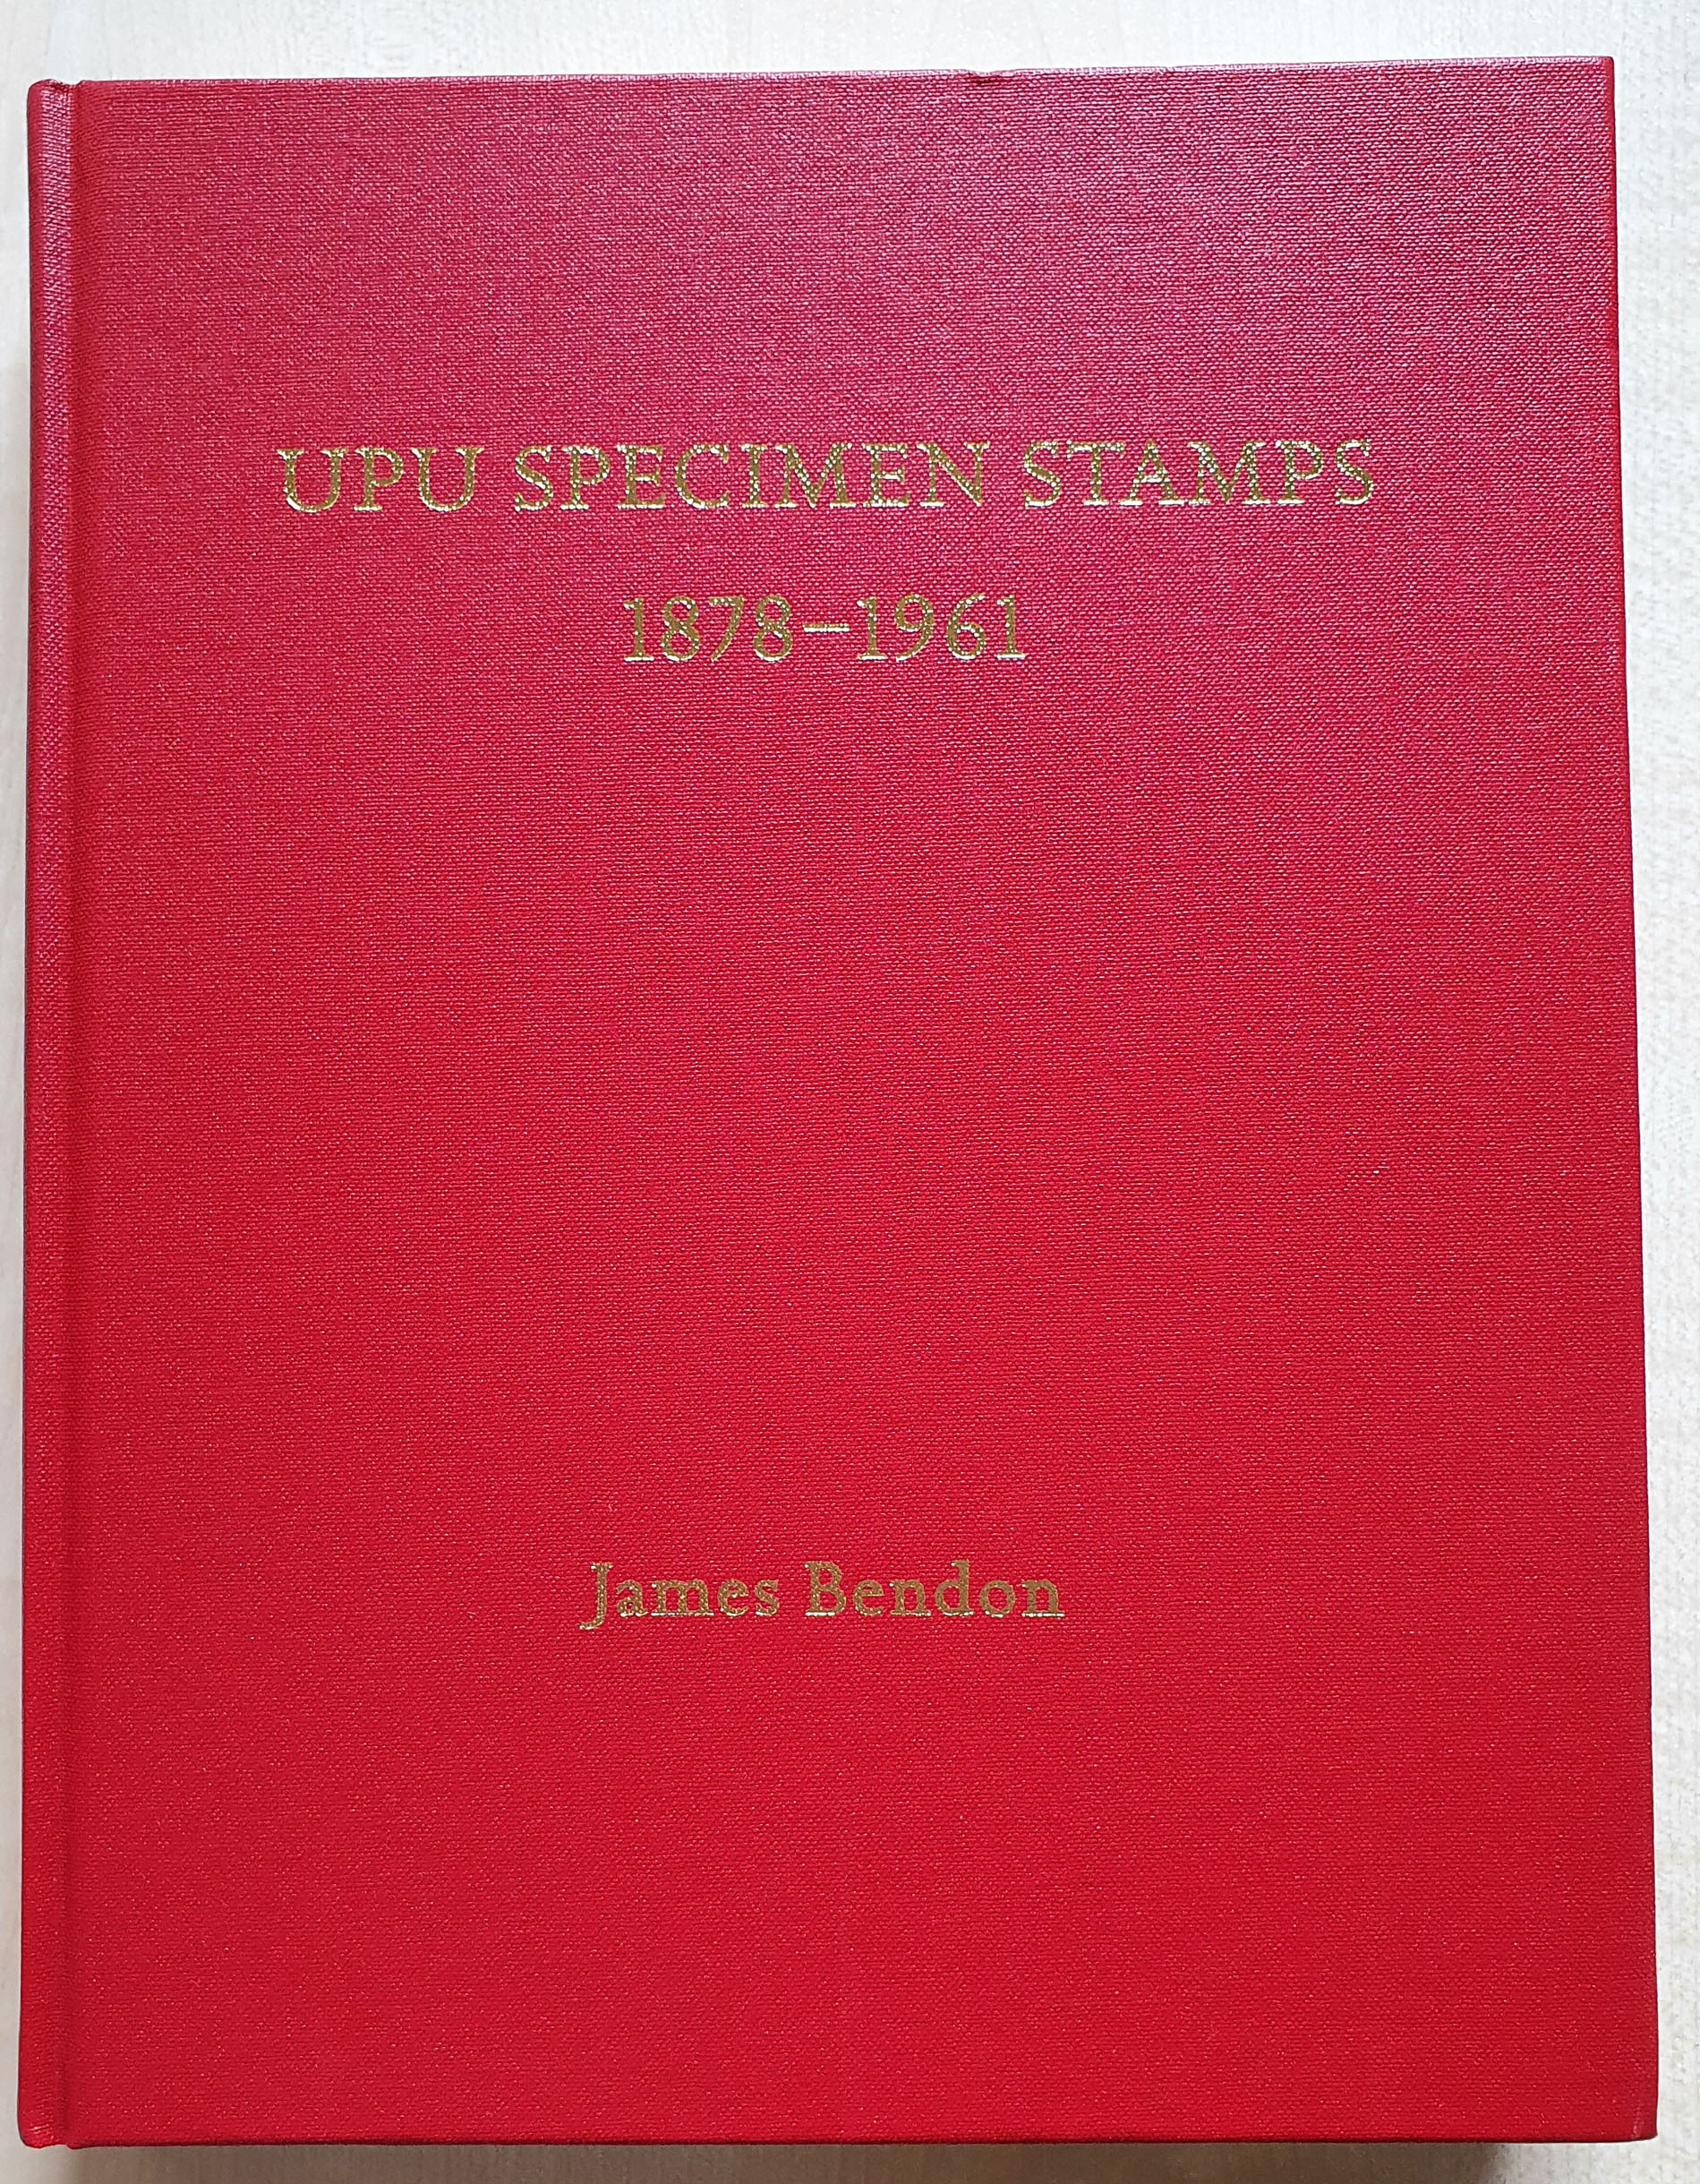 UPU SPECIMEN STAMPS
1878–1961
James Bendon